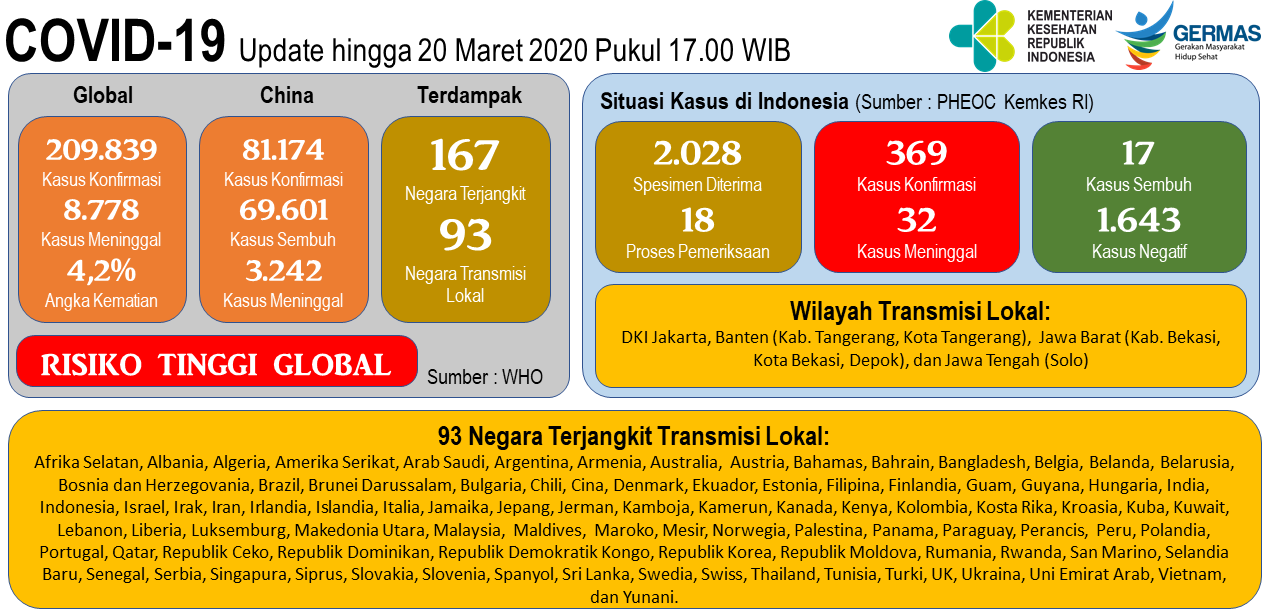 COVID-19 Update hingga 20 Maret 2020 Pukul 17.00 WIB
KEMENTERIAN
KESEHATAN
REPUBLIK
INDONESIA
GERMAS
Gerakan Masyarakat
Hidup Sehat
Global
209.839
Kasus Konfirmasi
8.778
Kasus Meninggal
4,2%
Angka Kematian
China
81.174
Kasus Konfirmasi
69.601
Kasus Sembuh
3.242
Kasus Meninggal
Terdampak
167
Negara Terjangkit
93
Negara Transmisi
Lokal
RISIKO TINGGI GLOBAL
Sumber : WHO
Situasi Kasus di Indonesia (Sumber : PHEOC Kemkes RI)
2.028
Spesimen Diterima
18
Proses Pemeriksaan
369
Kasus Konfirmasi
32
Kasus Meninggal
17
Kasus Sembuh
1.643
Kasus Negatif
Wilayah Transmisi Lokal:
DKI Jakarta, Banten (Kab. Tangerang, Kota Tangerang), Jawa Barat (Kab. Bekasi,
Kota Bekasi, Depok), dan Jawa Tengah (Solo)
93 Negara Terjangkit Transmisi Lokal:
Afrika Selatan, Albania, Algeria, Amerika Serikat, Arab Saudi, Argentina, Armenia, Australia, Austria, Bahamas, Bahrain, Bangladesh, Belgia, Belanda, Belarusia,
Bosnia dan Herzegovania, Brazil, Brunei Darussalam, Bulgaria, Chili, Cina, Denmark, Ekuador, Estonia, Filipina, Finlandia, Guam, Guyana, Hungaria, India,
Indonesia, Israel, Irak, Iran, Irlandia, Islandia, Italia, Jamaika, Jepang, Jerman, Kamboja, Kamerun, Kanada, Kenya, Kolombia, Kosta Rika, Kroasia, Kuba, Kuwait,
Lebanon, Liberia, Luksemburg, Makedonia Utara, Malaysia, Maldives, Maroko, Mesir, Norwegia, Palestina, Panama, Paraguay, Perancis, Peru, Polandia,
Portugal, Qatar, Republik Ceko, Republik Dominikan, Republik Demokratik Kongo, Republik Korea, Republik Moldova, Rumania, Rwanda, San Marino, Selandia
Baru, Senegal, Serbia, Singapura, Siprus, Slovakia, Slovenia, Spanyol, Sri Lanka, Swedia, Swiss, Thailand, Tunisia, Turki, UK, Ukraina, Uni Emirat Arab, Vietnam,
dan Yunani.